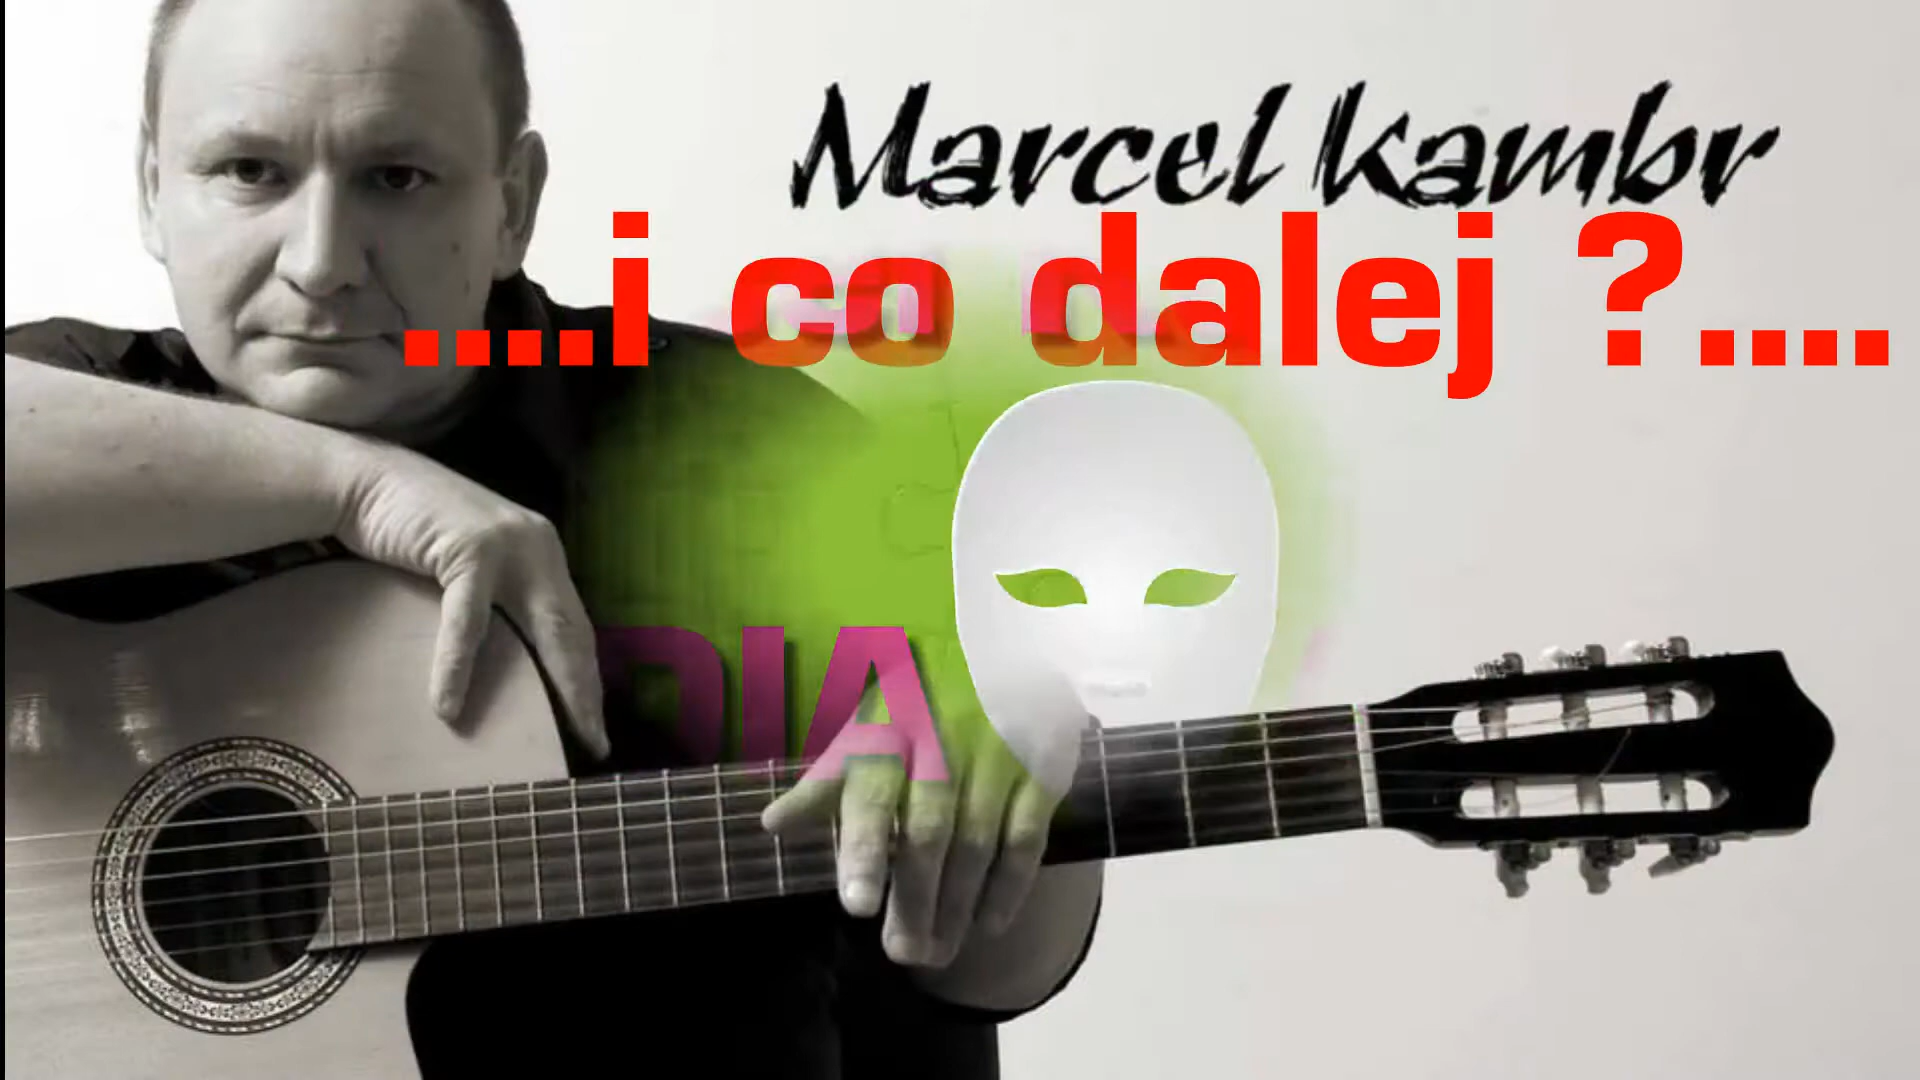 Marcel Kambr
....i co dalej ?....
DIA